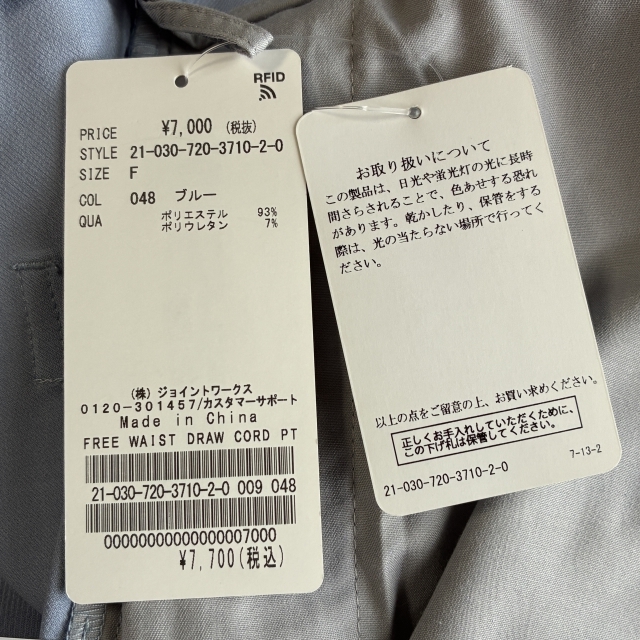 RFID
PRICE ¥7,000 (税抜)
STYLE 21-030-720-3710-2-0
SIZE F
COL 048 ブルー
QUA ポリエステル 93%
ポリウレタン 7%
(株) ジョイントワークス
0120-301457/カスタマーサポート
Made in China
FREE WAIST DRAW CORD PT
21-030-720-3710-2-0 009 048
00000000000000007000
¥7,700(税込)
お取り扱いについて
この製品は、日光や蛍光灯の光に長時
間さらされることで、色あせする恐れ
があります。乾かしたり、保管をする
際は、光の当たらない場所で行ってく
ださい。
以上の点をご留意の上、お買い求めください。
正しくお手入れしていただくために、
この下げ札は保管してください。
7-13-2
21-030-720-3710-2-0